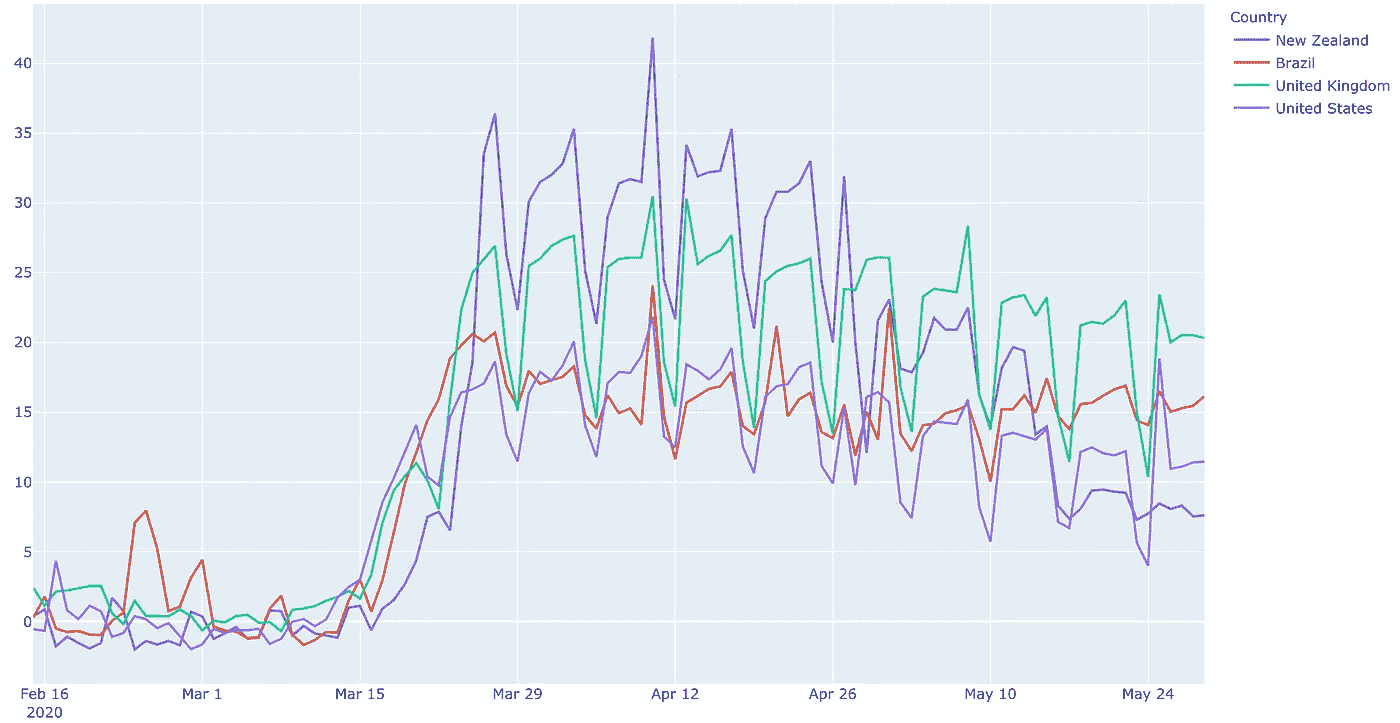 Country
New Zealand
Brazil
United Kingdom
United States
40
35
30
25
20
15
10
5
0
Feb 16
2020
Mar 1
Mar 15
Mar 29
Apr 12
Apr 26
May 10
May 24